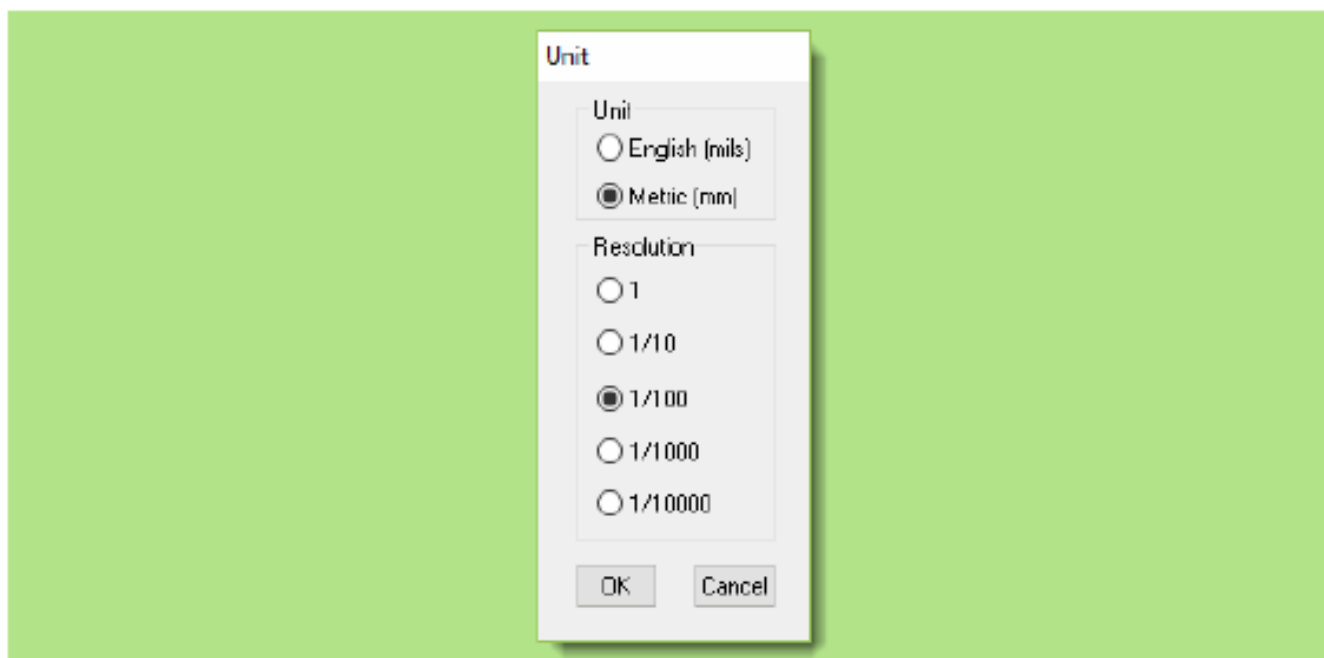 Unit
Unit
English (mils)
Metric (mm)
Resolution
1
1/10
1/100
1/1000
1/10000
OK Cancel